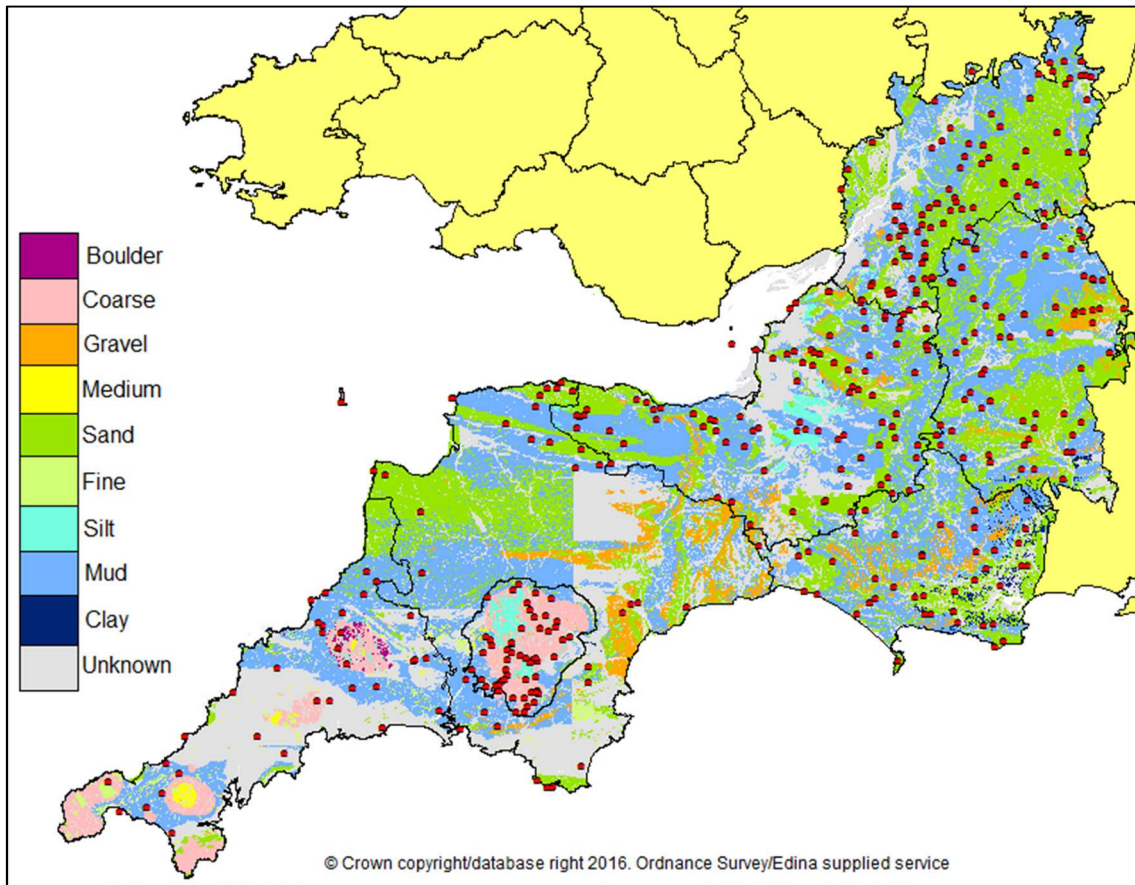 Boulder
Coarse
Gravel
Medium
Sand
Fine
Silt
Mud
Clay
Unknown
© Crown copyright/database right 2016. Ordnance Survey/Edina supplied service